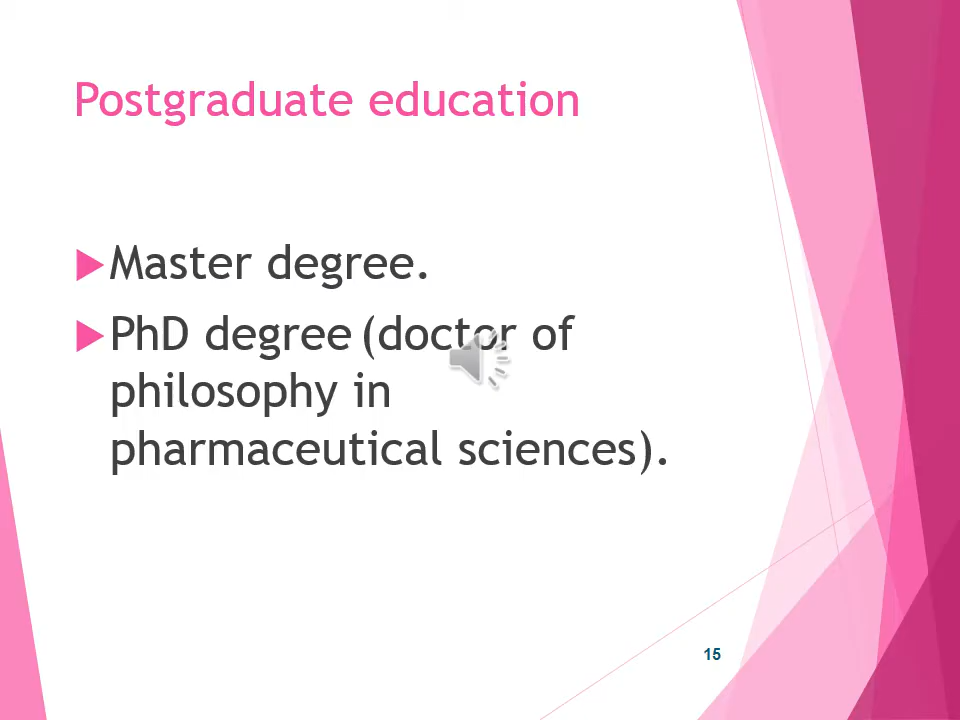 Postgraduate education
Master degree.
PhD degree (doctor of
philosophy in
pharmaceutical sciences).
15